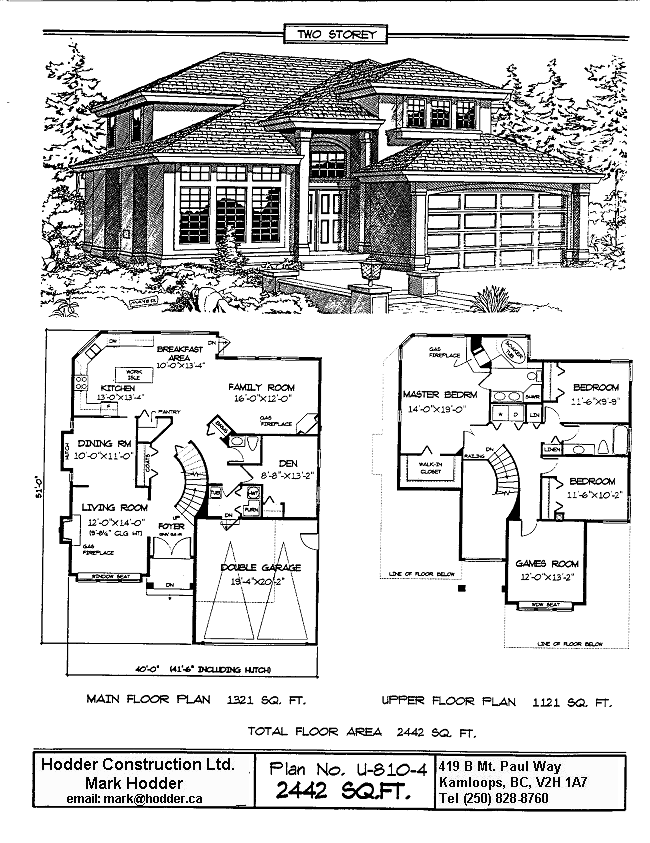 TWO STOREY
DW
BREAKFAST
AREA
10'-0"X13'-4"
DN
WORK
ISLE
KITCHEN
13'-0"X13'-4"
FAMILY ROOM
16'-0"X12'-0"
PANTRY
GAS
FIREPLACE
HUTCH
DINING RM
10'-0"X11'-0"
COATS
DEN
8'-8"X13'-2"
LIVING ROOM
12'-0"X14'-0"
GAS
FIREPLACE
UP
FOYER
TUB
HWT
FURN
DN
WINDOW SEAT
DN
DOUBLE GARAGE
19'-4"X20'-2"
51'-0"
40'-0" (41'-6" INCLUDING HUTCH)
GAS
FIREPLACE
TUB
MASTER BEDRM
14'-0"X19'-0"
SHWR
W D LIN
BEDROOM
11'-6"X9'-9"
WALK-IN
CLOSET
RAILING
DN
LINEN
BEDROOM
11'-6"X10'-2"
GAMES ROOM
12'-0"X13'-2"
WDW SEAT
LINE OF FLOOR BELOW
LINE OF FLOOR BELOW
MAIN FLOOR PLAN 1321 SQ. FT.
UPPER FLOOR PLAN 1121 SQ. FT.
TOTAL FLOOR AREA 2442 SQ. FT.
Hodder Construction Ltd.
Mark Hodder
email: mark@hodder.ca
Plan No. U-810-4
2442 SQ.FT.
419 B Mt. Paul Way
Kamloops, BC, V2H 1A7
Tel (250) 828-8760